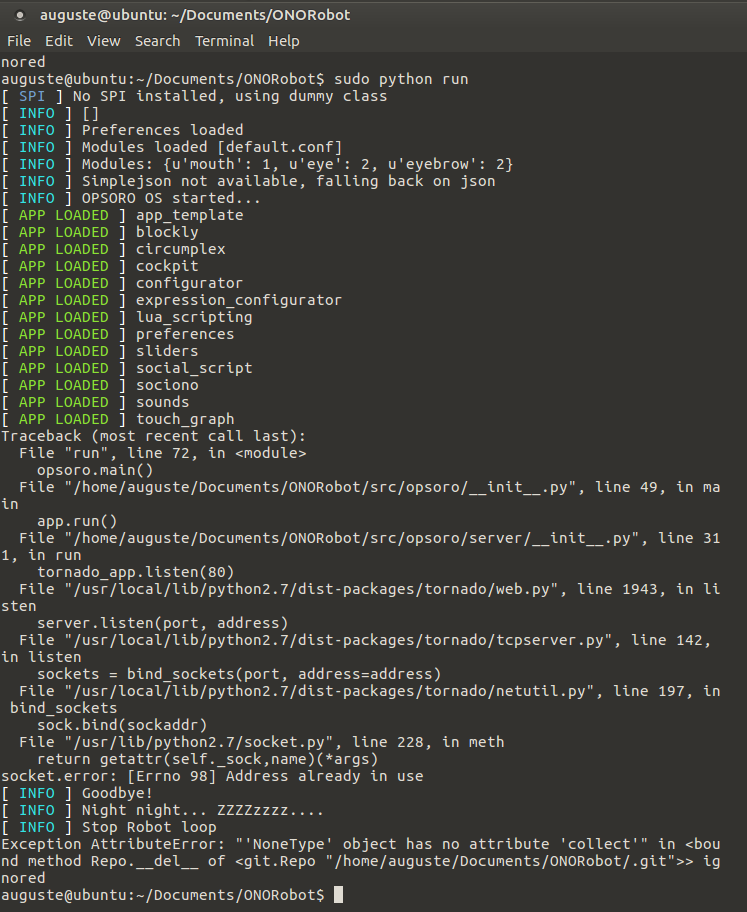 auguste@ubuntu: ~/Documents/ONORobot
File Edit View Search Terminal Help
nored
auguste@ubuntu:~/Documents/ONORobot$ sudo python run
[ SPI ] No SPI installed, using dummy class
[ INFO ] []
[ INFO ] Preferences loaded
[ INFO ] Modules loaded [default.conf]
[ INFO ] Modules: {u'mouth': 1, u'eye': 2, u'eyebrow': 2}
[ INFO ] Simplejson not available, falling back on json
[ INFO ] OPSORO OS started...
[ APP LOADED ] app_template
[ APP LOADED ] blockly
[ APP LOADED ] circumplex
[ APP LOADED ] cockpit
[ APP LOADED ] configurator
[ APP LOADED ] expression_configurator
[ APP LOADED ] lua_scripting
[ APP LOADED ] preferences
[ APP LOADED ] sliders
[ APP LOADED ] social_script
[ APP LOADED ] sociono
[ APP LOADED ] sounds
[ APP LOADED ] touch_graph
Traceback (most recent call last):
  File "run", line 72, in <module>
    opsoro.main()
  File "/home/auguste/Documents/ONORobot/src/opsoro/__init__.py", line 49, in ma
in
    app.run()
  File "/home/auguste/Documents/ONORobot/src/opsoro/server/__init__.py", line 31
1, in run
    tornado_app.listen(80)
  File "/usr/local/lib/python2.7/dist-packages/tornado/web.py", line 1943, in li
sten
    server.listen(port, address)
  File "/usr/local/lib/python2.7/dist-packages/tornado/tcpserver.py", line 142,
in listen
    sockets = bind_sockets(port, address=address)
  File "/usr/local/lib/python2.7/dist-packages/tornado/netutil.py", line 197, in
 bind_sockets
    sock.bind(sockaddr)
  File "/usr/lib/python2.7/socket.py", line 228, in meth
    return getattr(self._sock,name)(*args)
socket.error: [Errno 98] Address already in use
[ INFO ] Goodbye!
[ INFO ] Night night... ZZZZzzzz....
[ INFO ] Stop Robot loop
Exception AttributeError: "'NoneType' object has no attribute 'collect'" in <bou
nd method Repo.__del__ of <git.Repo "/home/auguste/Documents/ONORobot/.git">> ig
nored
auguste@ubuntu:~/Documents/ONORobot$